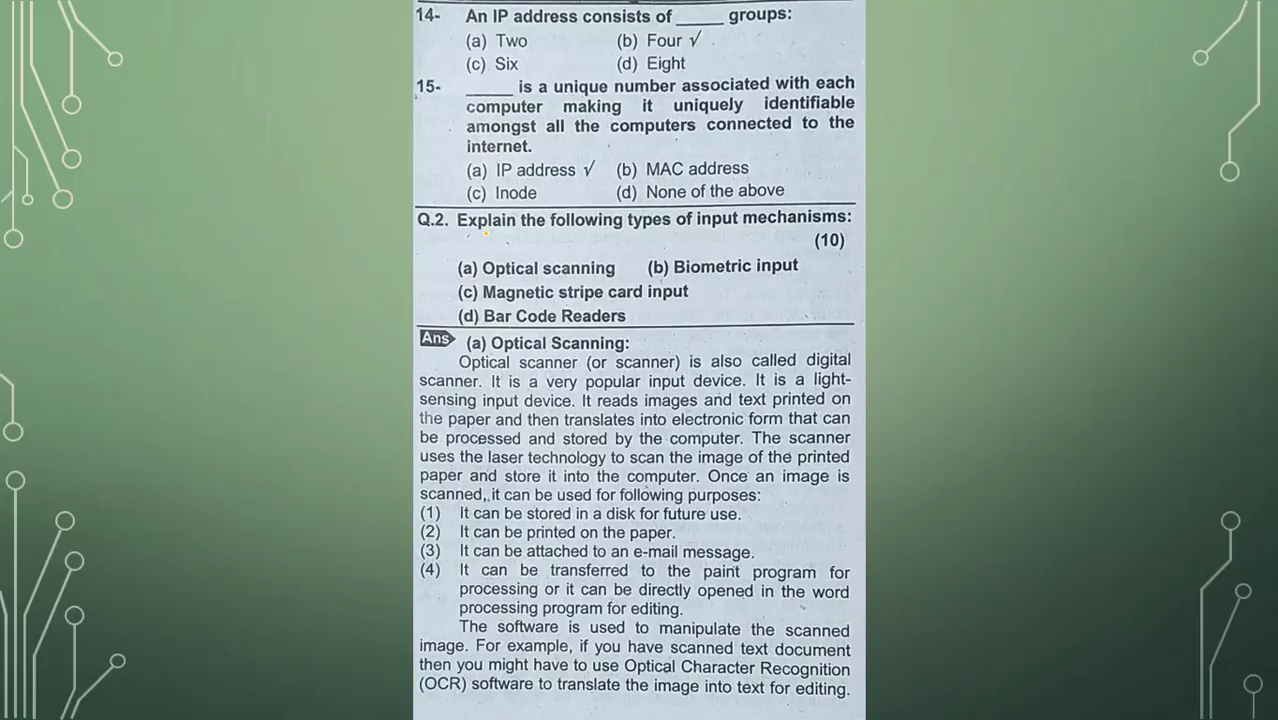 14- An IP address consists of _____ groups:
(a) Two (b) Four √
(c) Six (d) Eight
15- _____ is a unique number associated with each
computer making it uniquely identifiable
amongst all the computers connected to the
internet.
(a) IP address √ (b) MAC address
(c) Inode (d) None of the above
Q.2. Explain the following types of input mechanisms:
(10)
(a) Optical scanning (b) Biometric input
(c) Magnetic stripe card input
(d) Bar Code Readers
Ans (a) Optical Scanning:
Optical scanner (or scanner) is also called digital
scanner. It is a very popular input device. It is a light-
sensing input device. It reads images and text printed on
the paper and then translates into electronic form that can
be processed and stored by the computer. The scanner
uses the laser technology to scan the image of the printed
paper and store it into the computer. Once an image is
scanned, it can be used for following purposes:
(1) It can be stored in a disk for future use.
(2) It can be printed on the paper.
(3) It can be attached to an e-mail message.
(4) It can be transferred to the paint program for
processing or it can be directly opened in the word
processing program for editing.
The software is used to manipulate the scanned
image. For example, if you have scanned text document
then you might have to use Optical Character Recognition
(OCR) software to translate the image into text for editing.